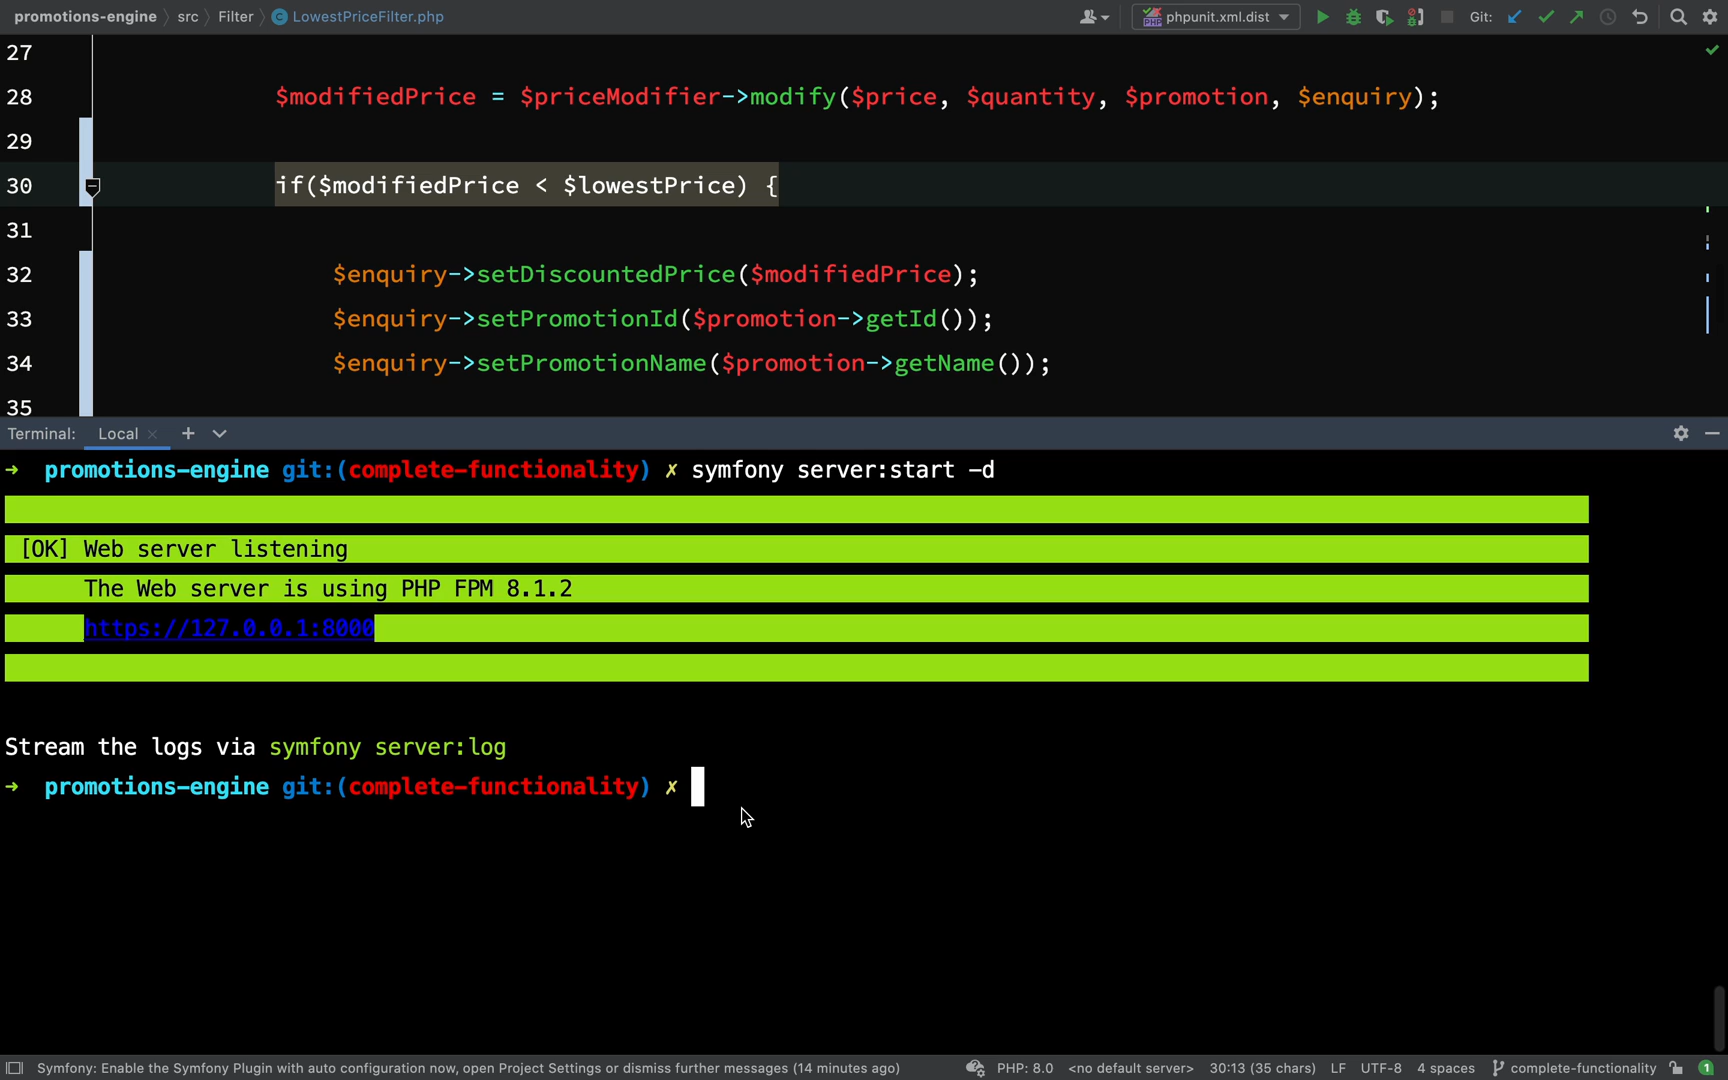 promotions-engine src Filter LowestPriceFilter.php phpunit.xml.dist Git:
27
28 $modifiedPrice = $priceModifier->modify($price, $quantity, $promotion, $enquiry);
29
30 if($modifiedPrice < $lowestPrice) {
31
32 $enquiry->setDiscountedPrice($modifiedPrice);
33 $enquiry->setPromotionId($promotion->getId());
34 $enquiry->setPromotionName($promotion->getName());
35
Terminal: Local × +
→ promotions-engine git:(complete-functionality) ✗ symfony server:start -d
[OK] Web server listening
The Web server is using PHP FPM 8.1.2
https://127.0.0.1:8000
Stream the logs via symfony server:log
→ promotions-engine git:(complete-functionality) ✗
Symfony: Enable the Symfony Plugin with auto configuration now, open Project Settings or dismiss further messages (14 minutes ago) PHP: 8.0 <no default server> 30:13 (35 chars) LF UTF-8 4 spaces complete-functionality 1